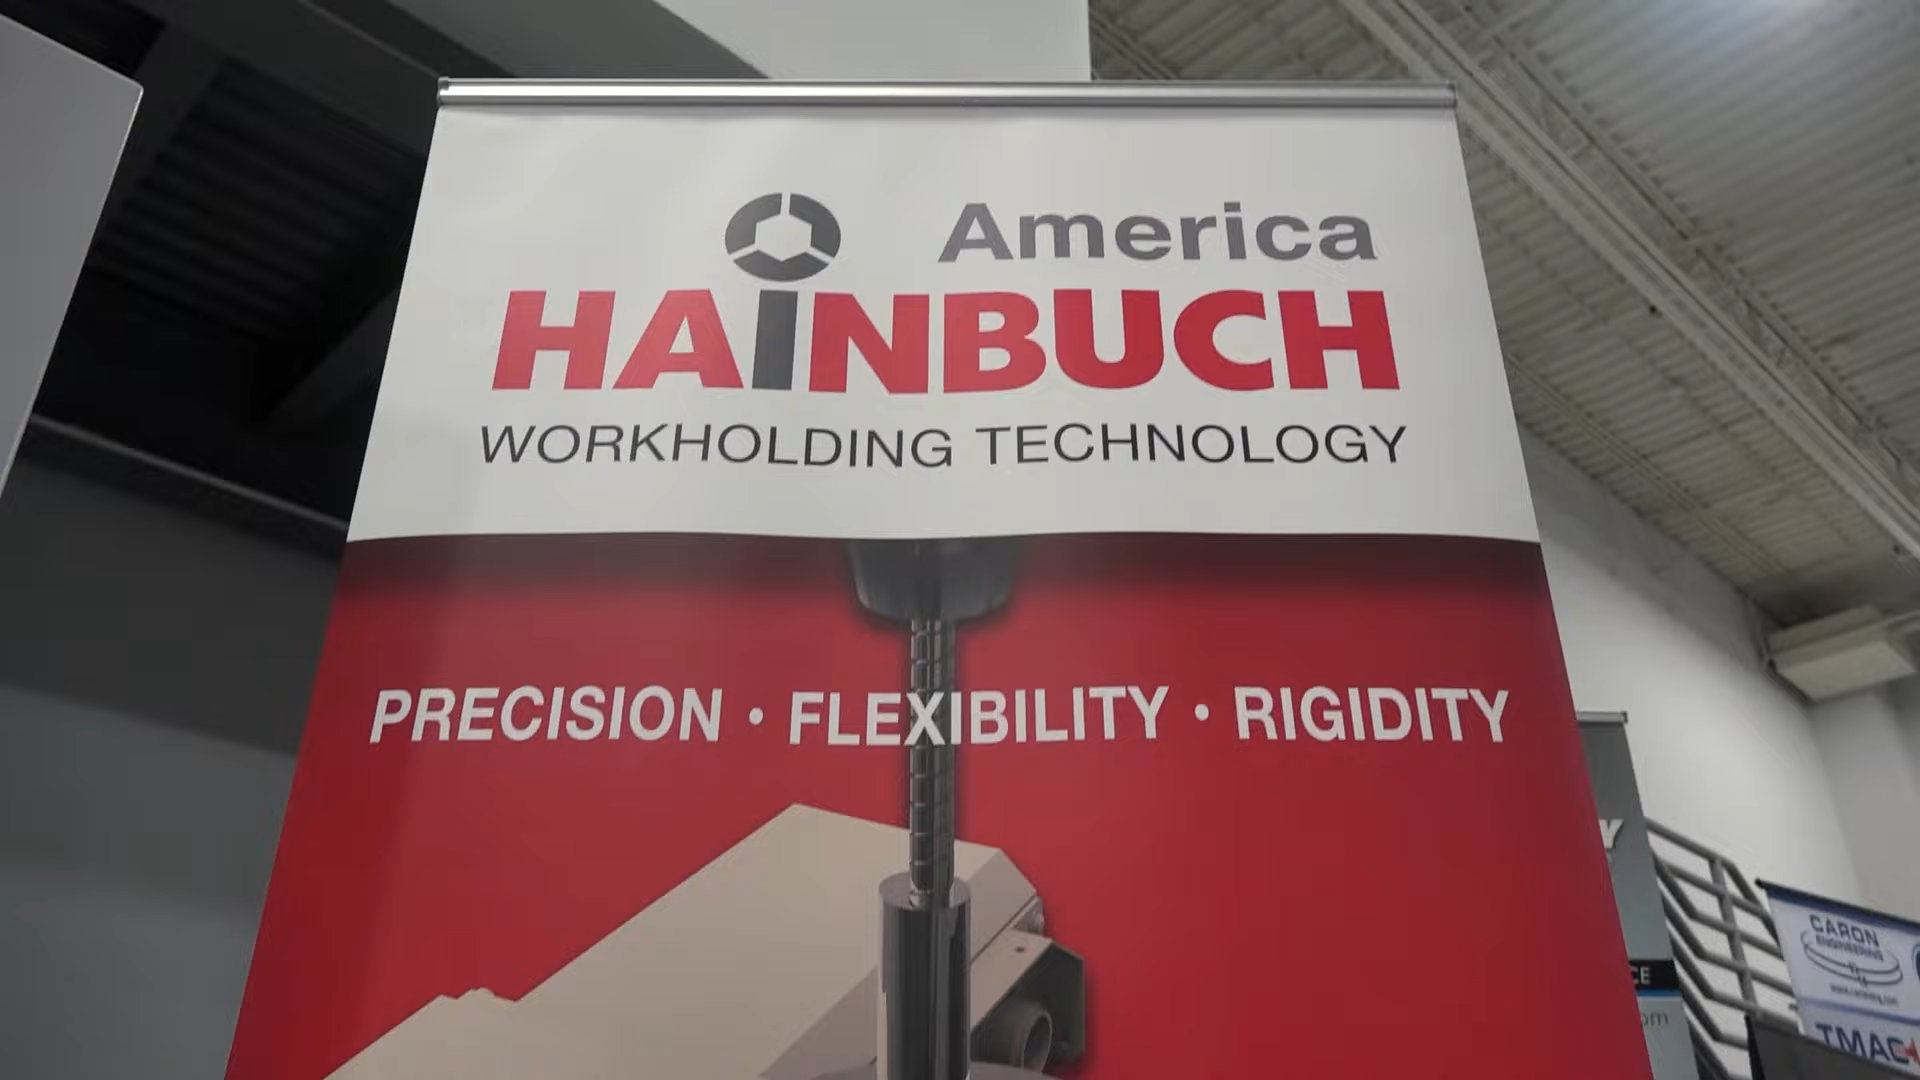 America
HAINBUCH
WORKHOLDING TECHNOLOGY
PRECISION · FLEXIBILITY · RIGIDITY
CARON
ENGINEERING
TMAC